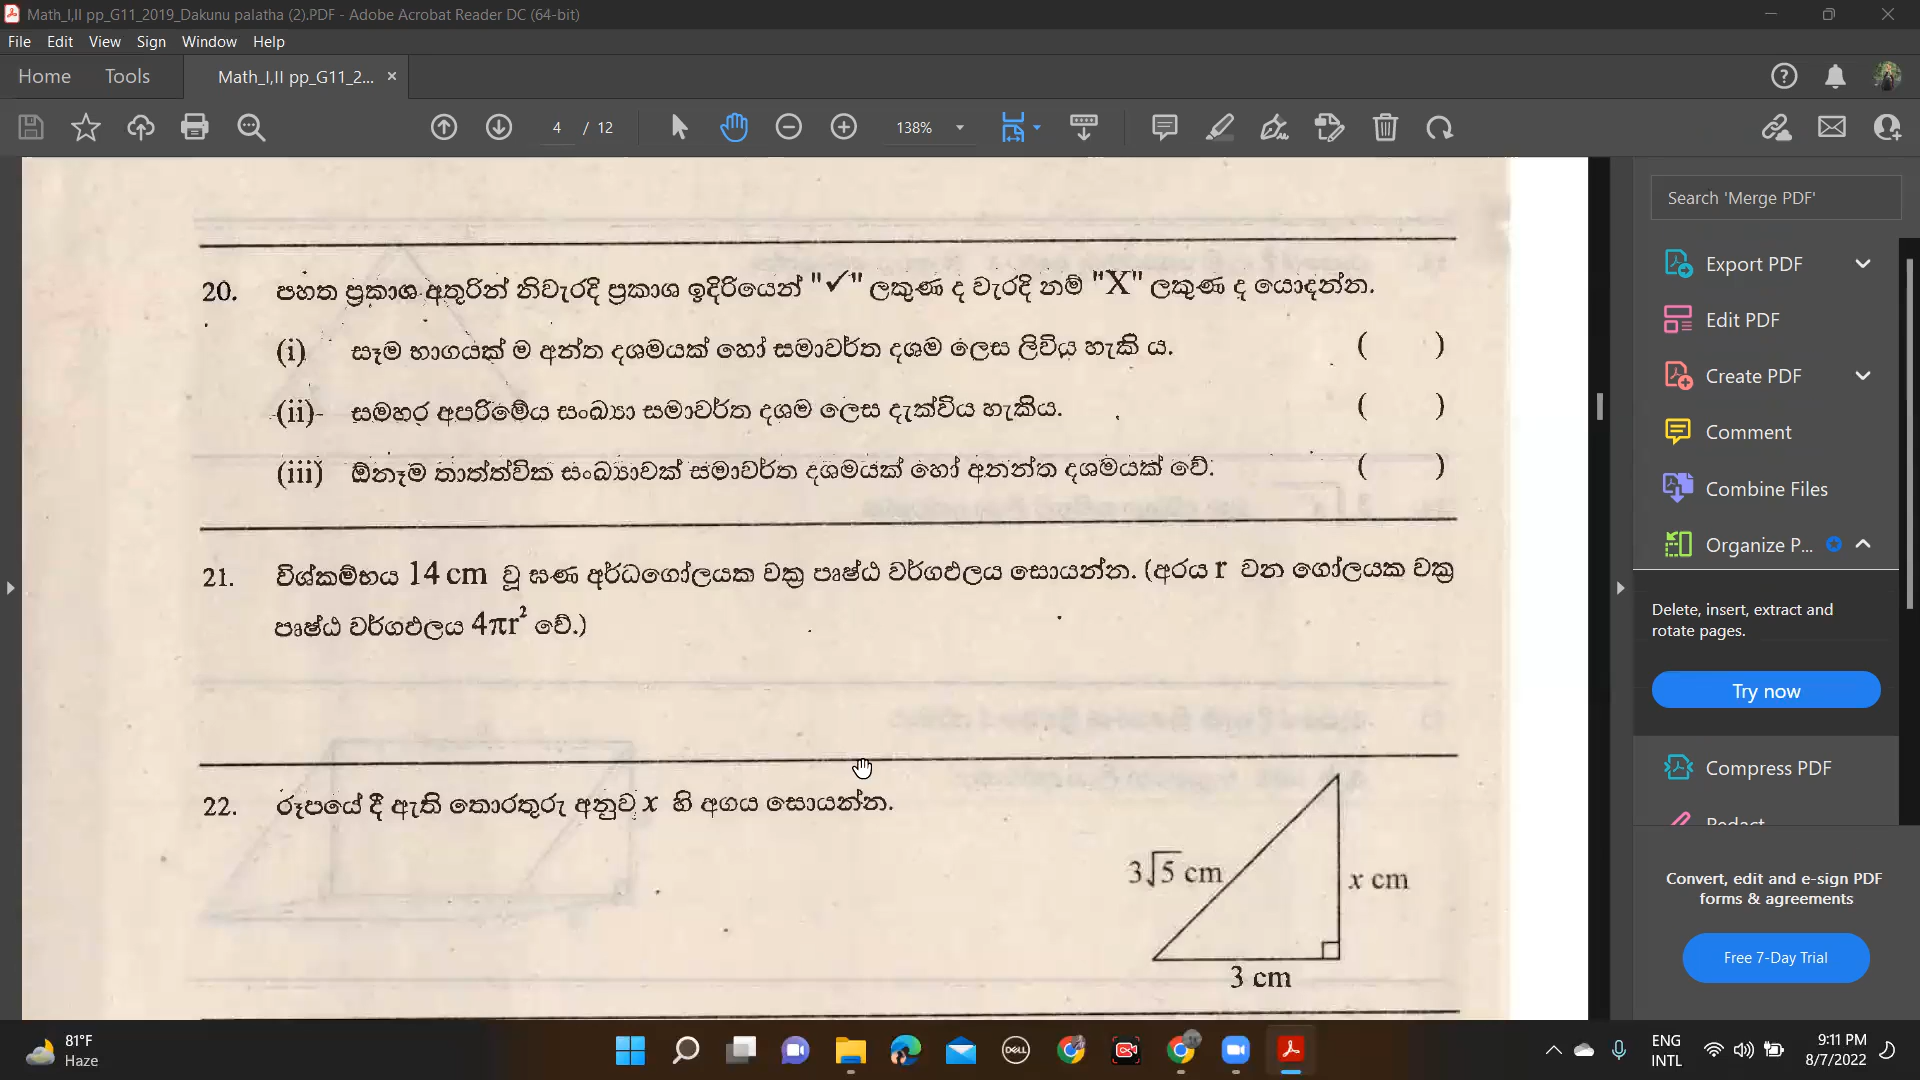 Math_I,II pp_G11_2019_Dakunu palatha (2).PDF - Adobe Acrobat Reader DC (64-bit)
File Edit View Sign Window Help
Home Tools Math_I,II pp_G11_2... ×
4 / 12 138%
Search 'Merge PDF'
20. පහත ප්‍රකාශ අතුරින් නිවැරදි ප්‍රකාශ ඉදිරියෙන් "✓" ලකුණ ද වැරදි නම් "X" ලකුණ ද යොදන්න.
(i) සෑම භාගයක් ම අන්ත දශමයක් හෝ සමාවර්ත දශම ලෙස ලිවිය හැකි ය. ( )
(ii) සමහර අපරිමේය සංඛ්‍යා සමාවර්ත දශම ලෙස දැක්විය හැකිය. ( )
(iii) ඕනෑම තාත්ත්වික සංඛ්‍යාවක් සමාවර්ත දශමයක් හෝ අනන්ත දශමයක් වේ. ( )
21. විශ්කම්භය 14 cm වූ ඝණ අර්ධගෝලයක වක්‍ර පෘෂ්ඨ වර්ගඵලය සොයන්න. (අරය r වන ගෝලයක වක්‍ර
පෘෂ්ඨ වර්ගඵලය 4πr² වේ.)
22. රූපයේ දී ඇති තොරතුරු අනුව x හි අගය සොයන්න.
3√5 cm
x cm
3 cm
Export PDF
Edit PDF
Create PDF
Comment
Combine Files
Organize P...
Delete, insert, extract and
rotate pages.
Try now
Compress PDF
Redact
Convert, edit and e-sign PDF
forms & agreements
Free 7-Day Trial
81°F
Haze
DELL
ENG
INTL
9:11 PM
8/7/2022